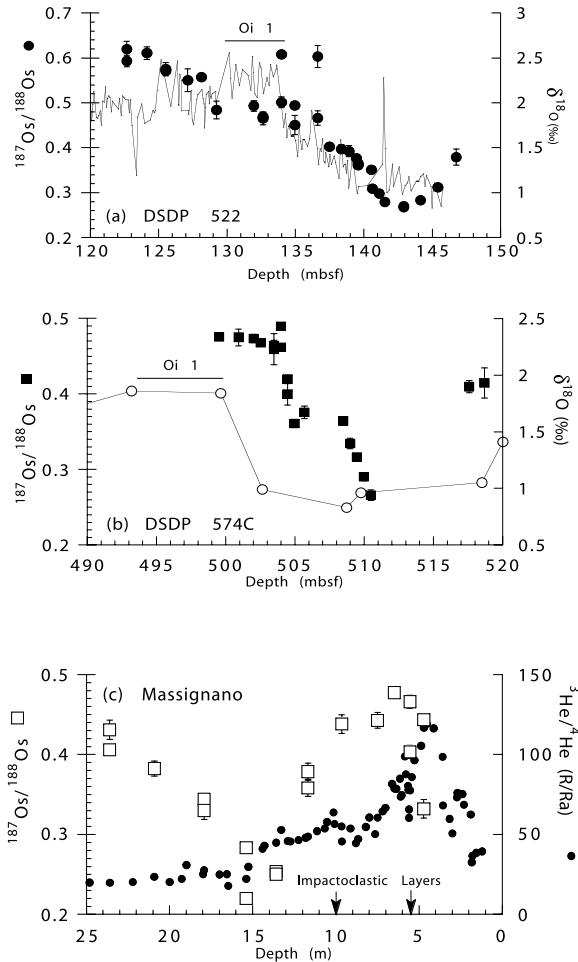 Oi 1
0.7
0.6
0.5
0.4
0.3
0.2
3
2.5
2
1.5
1
0.5
187Os/188Os
δ18O(‰)
(a) DSDP 522
120 125 130 135 140 145 150
Depth (mbsf)
0.5
0.4
0.3
0.2
2.5
2
1.5
1
0.5
Oi 1
187Os/188Os
δ18O (‰)
(b) DSDP 574C
490 495 500 505 510 515 520
Depth (mbsf)
(c) Massignano
0.5
0.4
0.3
0.2
150
100
50
0
187Os/188Os
3He/4He (R/Ra)
Impactoclastic Layers
25 20 15 10 5 0
Depth (m)